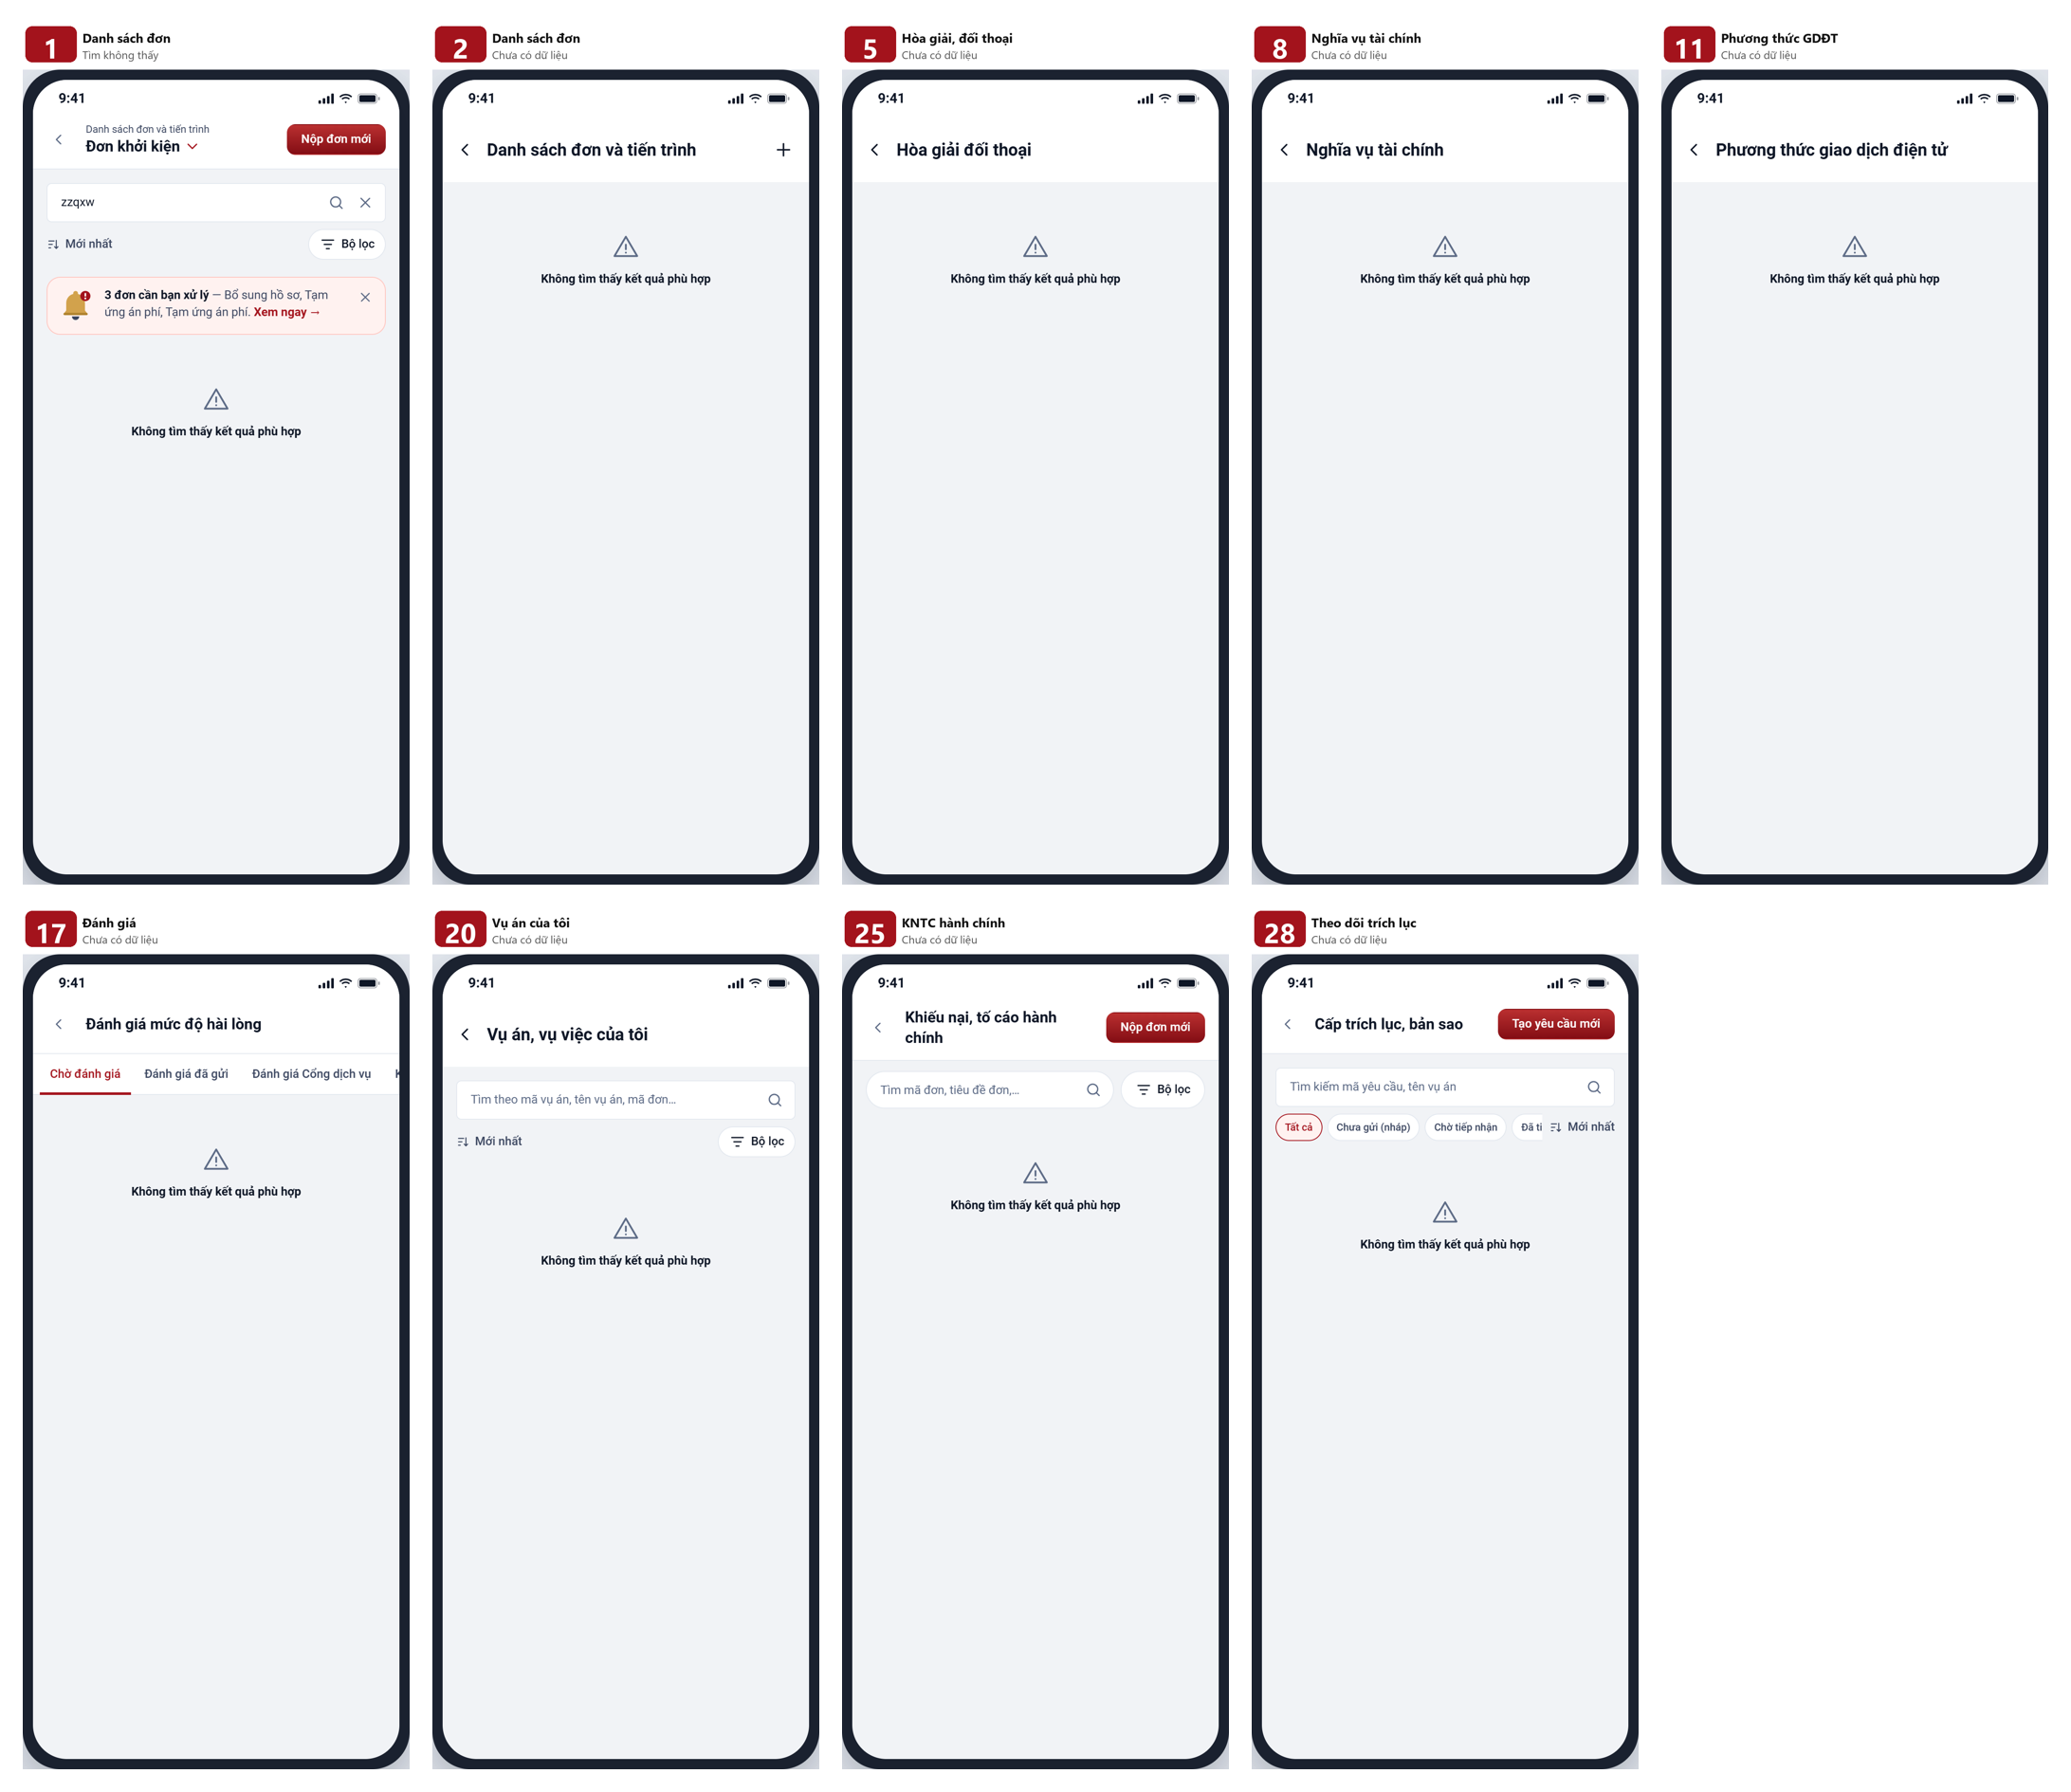 1
Danh sách đơn
Tìm không thấy
9:41
Danh sách đơn và tiến trình
Đơn khởi kiện
Nộp đơn mới
zzqxw
Mới nhất
Bộ lọc
3 đơn cần bạn xử lý — Bổ sung hồ sơ, Tạm
ứng án phí, Tạm ứng án phí. Xem ngay →
Không tìm thấy kết quả phù hợp
2
Danh sách đơn
Chưa có dữ liệu
9:41
Danh sách đơn và tiến trình
Không tìm thấy kết quả phù hợp
5
Hòa giải, đối thoại
Chưa có dữ liệu
9:41
Hòa giải đối thoại
Không tìm thấy kết quả phù hợp
8
Nghĩa vụ tài chính
Chưa có dữ liệu
9:41
Nghĩa vụ tài chính
Không tìm thấy kết quả phù hợp
11
Phương thức GDĐT
Chưa có dữ liệu
9:41
Phương thức giao dịch điện tử
Không tìm thấy kết quả phù hợp
17
Đánh giá
Chưa có dữ liệu
9:41
Đánh giá mức độ hài lòng
Chờ đánh giá
Đánh giá đã gửi
Đánh giá Cổng dịch vụ
Không tìm thấy kết quả phù hợp
20
Vụ án của tôi
Chưa có dữ liệu
9:41
Vụ án, vụ việc của tôi
Tìm theo mã vụ án, tên vụ án, mã đơn...
Mới nhất
Bộ lọc
Không tìm thấy kết quả phù hợp
25
KNTC hành chính
Chưa có dữ liệu
9:41
Khiếu nại, tố cáo hành
chính
Nộp đơn mới
Tìm mã đơn, tiêu đề đơn,...
Bộ lọc
Không tìm thấy kết quả phù hợp
28
Theo dõi trích lục
Chưa có dữ liệu
9:41
Cấp trích lục, bản sao
Tạo yêu cầu mới
Tìm kiếm mã yêu cầu, tên vụ án
Tất cả
Chưa gửi (nháp)
Chờ tiếp nhận
Đã ti
Mới nhất
Không tìm thấy kết quả phù hợp